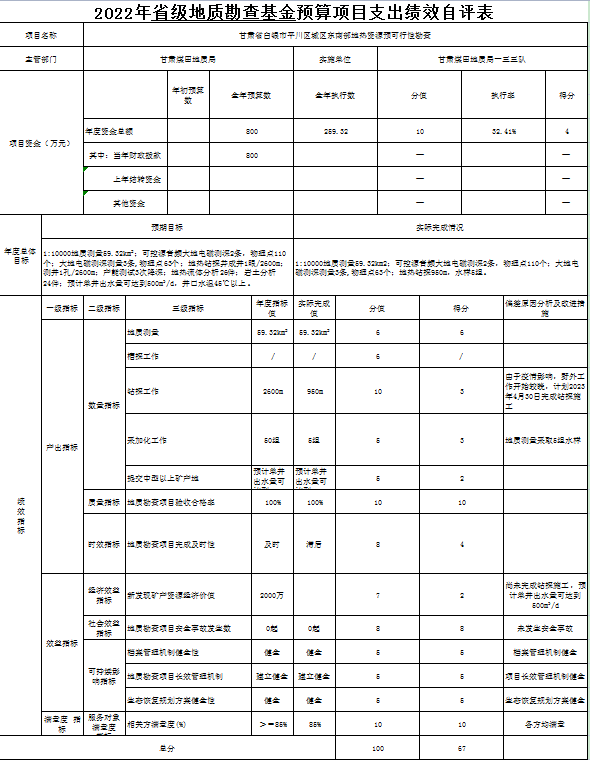 2022年省级地质勘查基金预算项目支出绩效自评表
项目名称 甘肃省白银市平川区城区东南部地热资源预可行性勘查
主管部门 甘肃煤田地质局 实施单位 甘肃煤田地质局一三三队
项目资金（万元） 年初预算数 全年预算数 全年执行数 分值 执行率 得分
年度资金总额 800 259.32 10 32.41% 4
其中：当年财政拨款 800 — —
上年结转资金 — —
其他资金 — —
年度总体目标 预期目标 实际完成情况
1:10000地质测量59.32km²；可控源音频大地电磁测深2条，物理点110个；大地电磁测深测量3条,物理点63个；地热钻探并成井1眼/2600m；测井1孔/2600m；产能测试3次降深；地热流体分析26件；岩土分析24件；预计单井出水量可达到500m³/d，井口水温45℃以上。
1:10000地质测量59.32km2；可控源音频大地电磁测深2条，物理点110个；大地电磁测深测量3条,物理点63个；地热钻探950m，水样5组。
绩效指标 一级指标 二级指标 三级指标 年度指标值 实际完成值 分值 得分 偏差原因分析及改进措施
产出指标 数量指标 地质测量 59.32km² 59.32km² 6 6
槽探工作 / / 6 /
钻探工作 2600m 950m 10 3 由于疫情影响，野外工作开始较晚，计划2023年4月30日完成钻探施工
采加化工作 50组 5组 5 3 地质测量采取5组水样
提交中型以上矿产地 预计单井出水量可 预计单井出水量可 5 2
质量指标 地质勘查项目验收合格率 100% 100% 10 10
时效指标 地质勘查项目完成及时性 及时 滞后 8 4
效益指标 经济效益指标 新发现矿产资源经济价值 2000万 7 2 尚未完成钻探施工，预计单井出水量可达到500m³/d
社会效益指标 地质勘查项目安全事故发生数 0起 0起 8 8 未发生安全事故
可持续影响指标 档案管理机制健全性 健全 健全 5 5 档案管理机制健全
地质勘查项目长效管理机制 建立健全 建立健全 5 5 项目长效管理机制健全
生态恢复规划方案健全性 健全 健全 5 5 生态恢复规划方案健全
满意度 指标 服务对象满意度 相关方满意度(%) ＞=85% 85% 10 10 各方均满意
总分 100 67